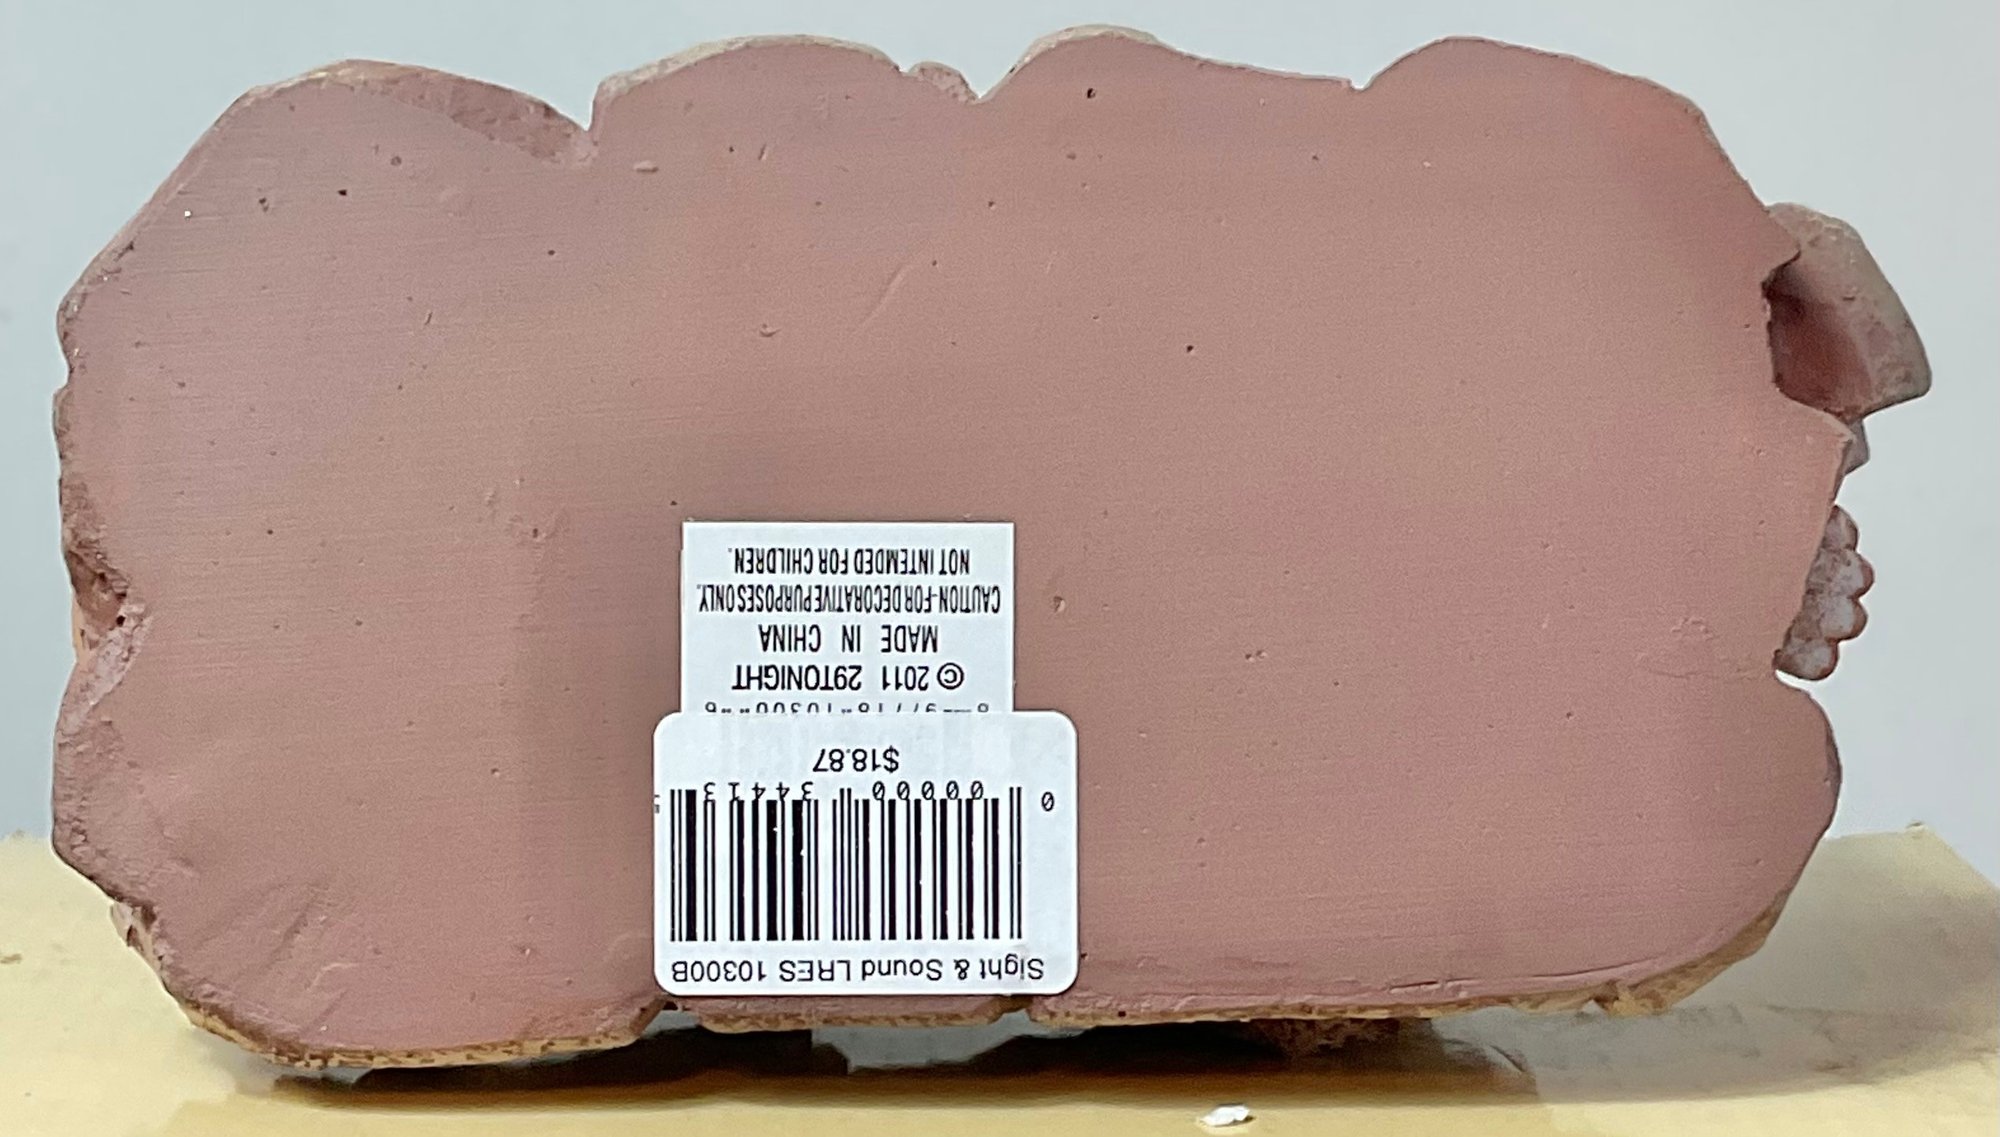 Sight & Sound LRES 10300B
0 00000 34413
$18.87
© 2011 29TONIGHT
MADE IN CHINA
CAUTION-FOR DECORATIVE PURPOSES ONLY.
NOT INTENDED FOR CHILDREN.